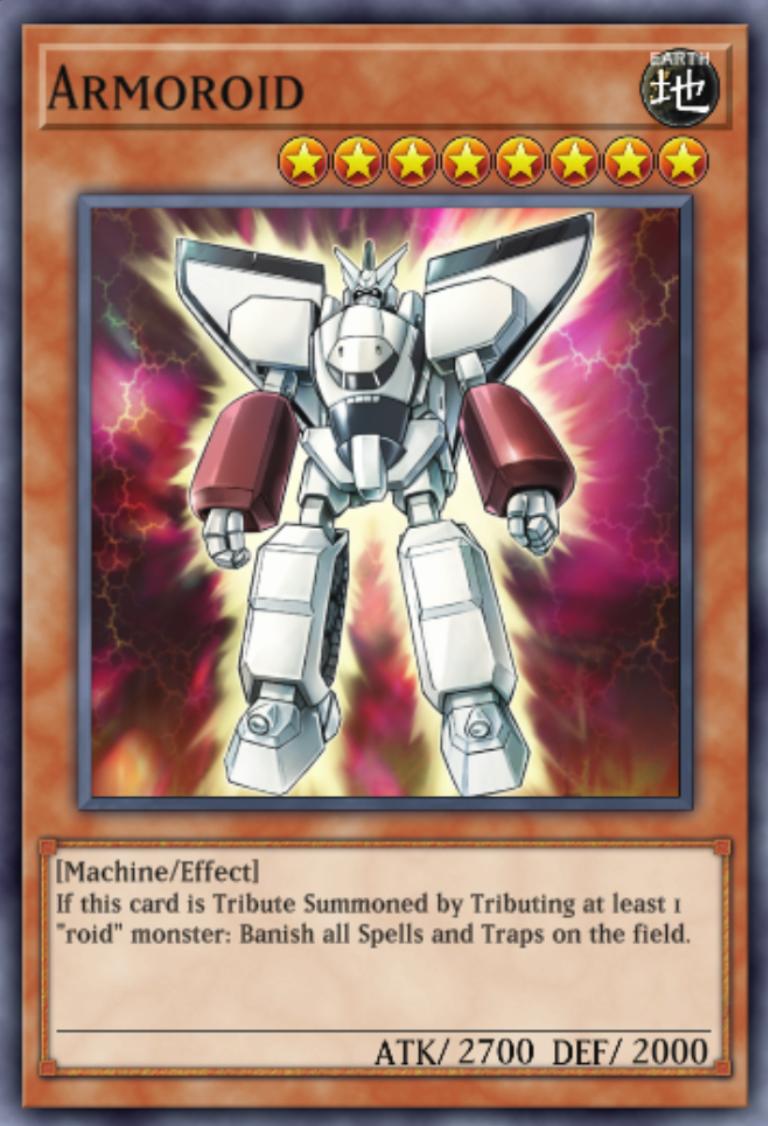 ARMOROID
EARTH
地
[Machine/Effect]
If this card is Tribute Summoned by Tributing at least 1
"roid" monster: Banish all Spells and Traps on the field.
ATK/ 2700 DEF/ 2000